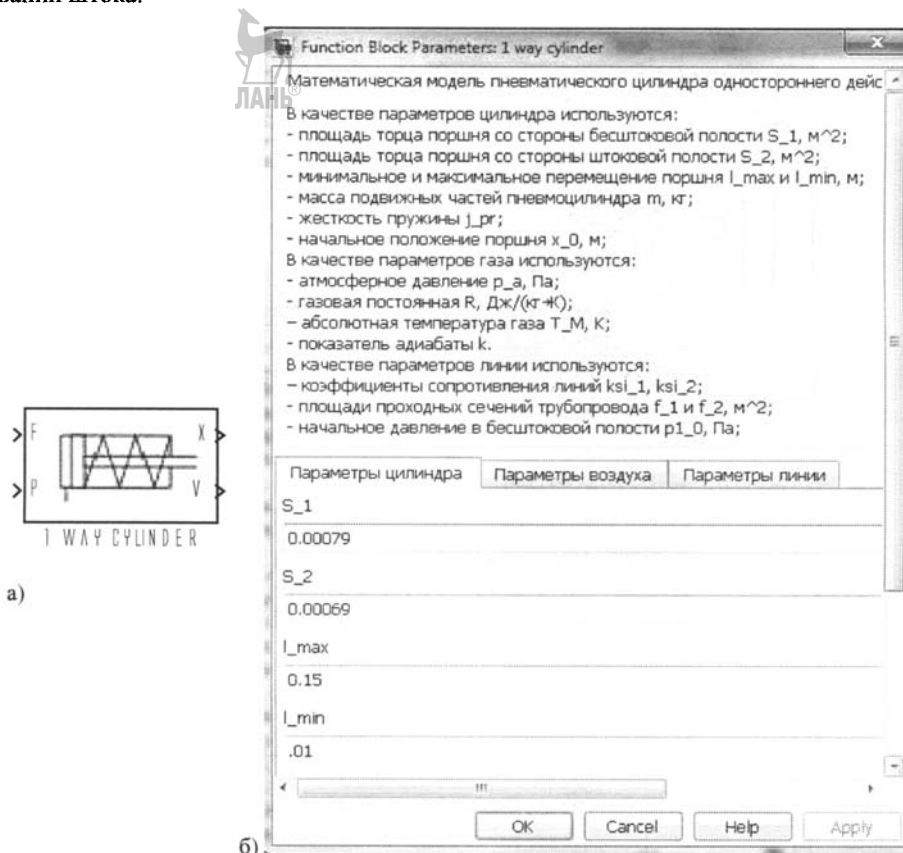 штока.
ЛАНЬ®
Function Block Parameters: 1 way cylinder
Математическая модель пневматического цилиндра одностороннего дейс
В качестве параметров цилиндра используются:
- площадь торца поршня со стороны бесштоковой полости S_1, м^2;
- площадь торца поршня со стороны штоковой полости S_2, м^2;
- минимальное и максимальное перемещение поршня l_max и l_min, м;
- масса подвижных частей пневмоцилиндра m, кг;
- жесткость пружины j_pr;
- начальное положение поршня x_0, м;
В качестве параметров газа используются:
- атмосферное давление p_a, Па;
- газовая постоянная R, Дж/(кг*К);
– абсолютная температура газа T_M, К;
- показатель адиабаты k.
В качестве параметров линии используются:
– коэффициенты сопротивления линий ksi_1, ksi_2;
- площади проходных сечений трубопровода f_1 и f_2, м^2;
- начальное давление в бесштоковой полости p1_0, Па;
Параметры цилиндра Параметры воздуха Параметры линии
S_1
0.00079
S_2
0.00069
l_max
0.15
l_min
.01
OK Cancel Help Apply
F X
P V
1 WAY CYLINDER
а)
б)